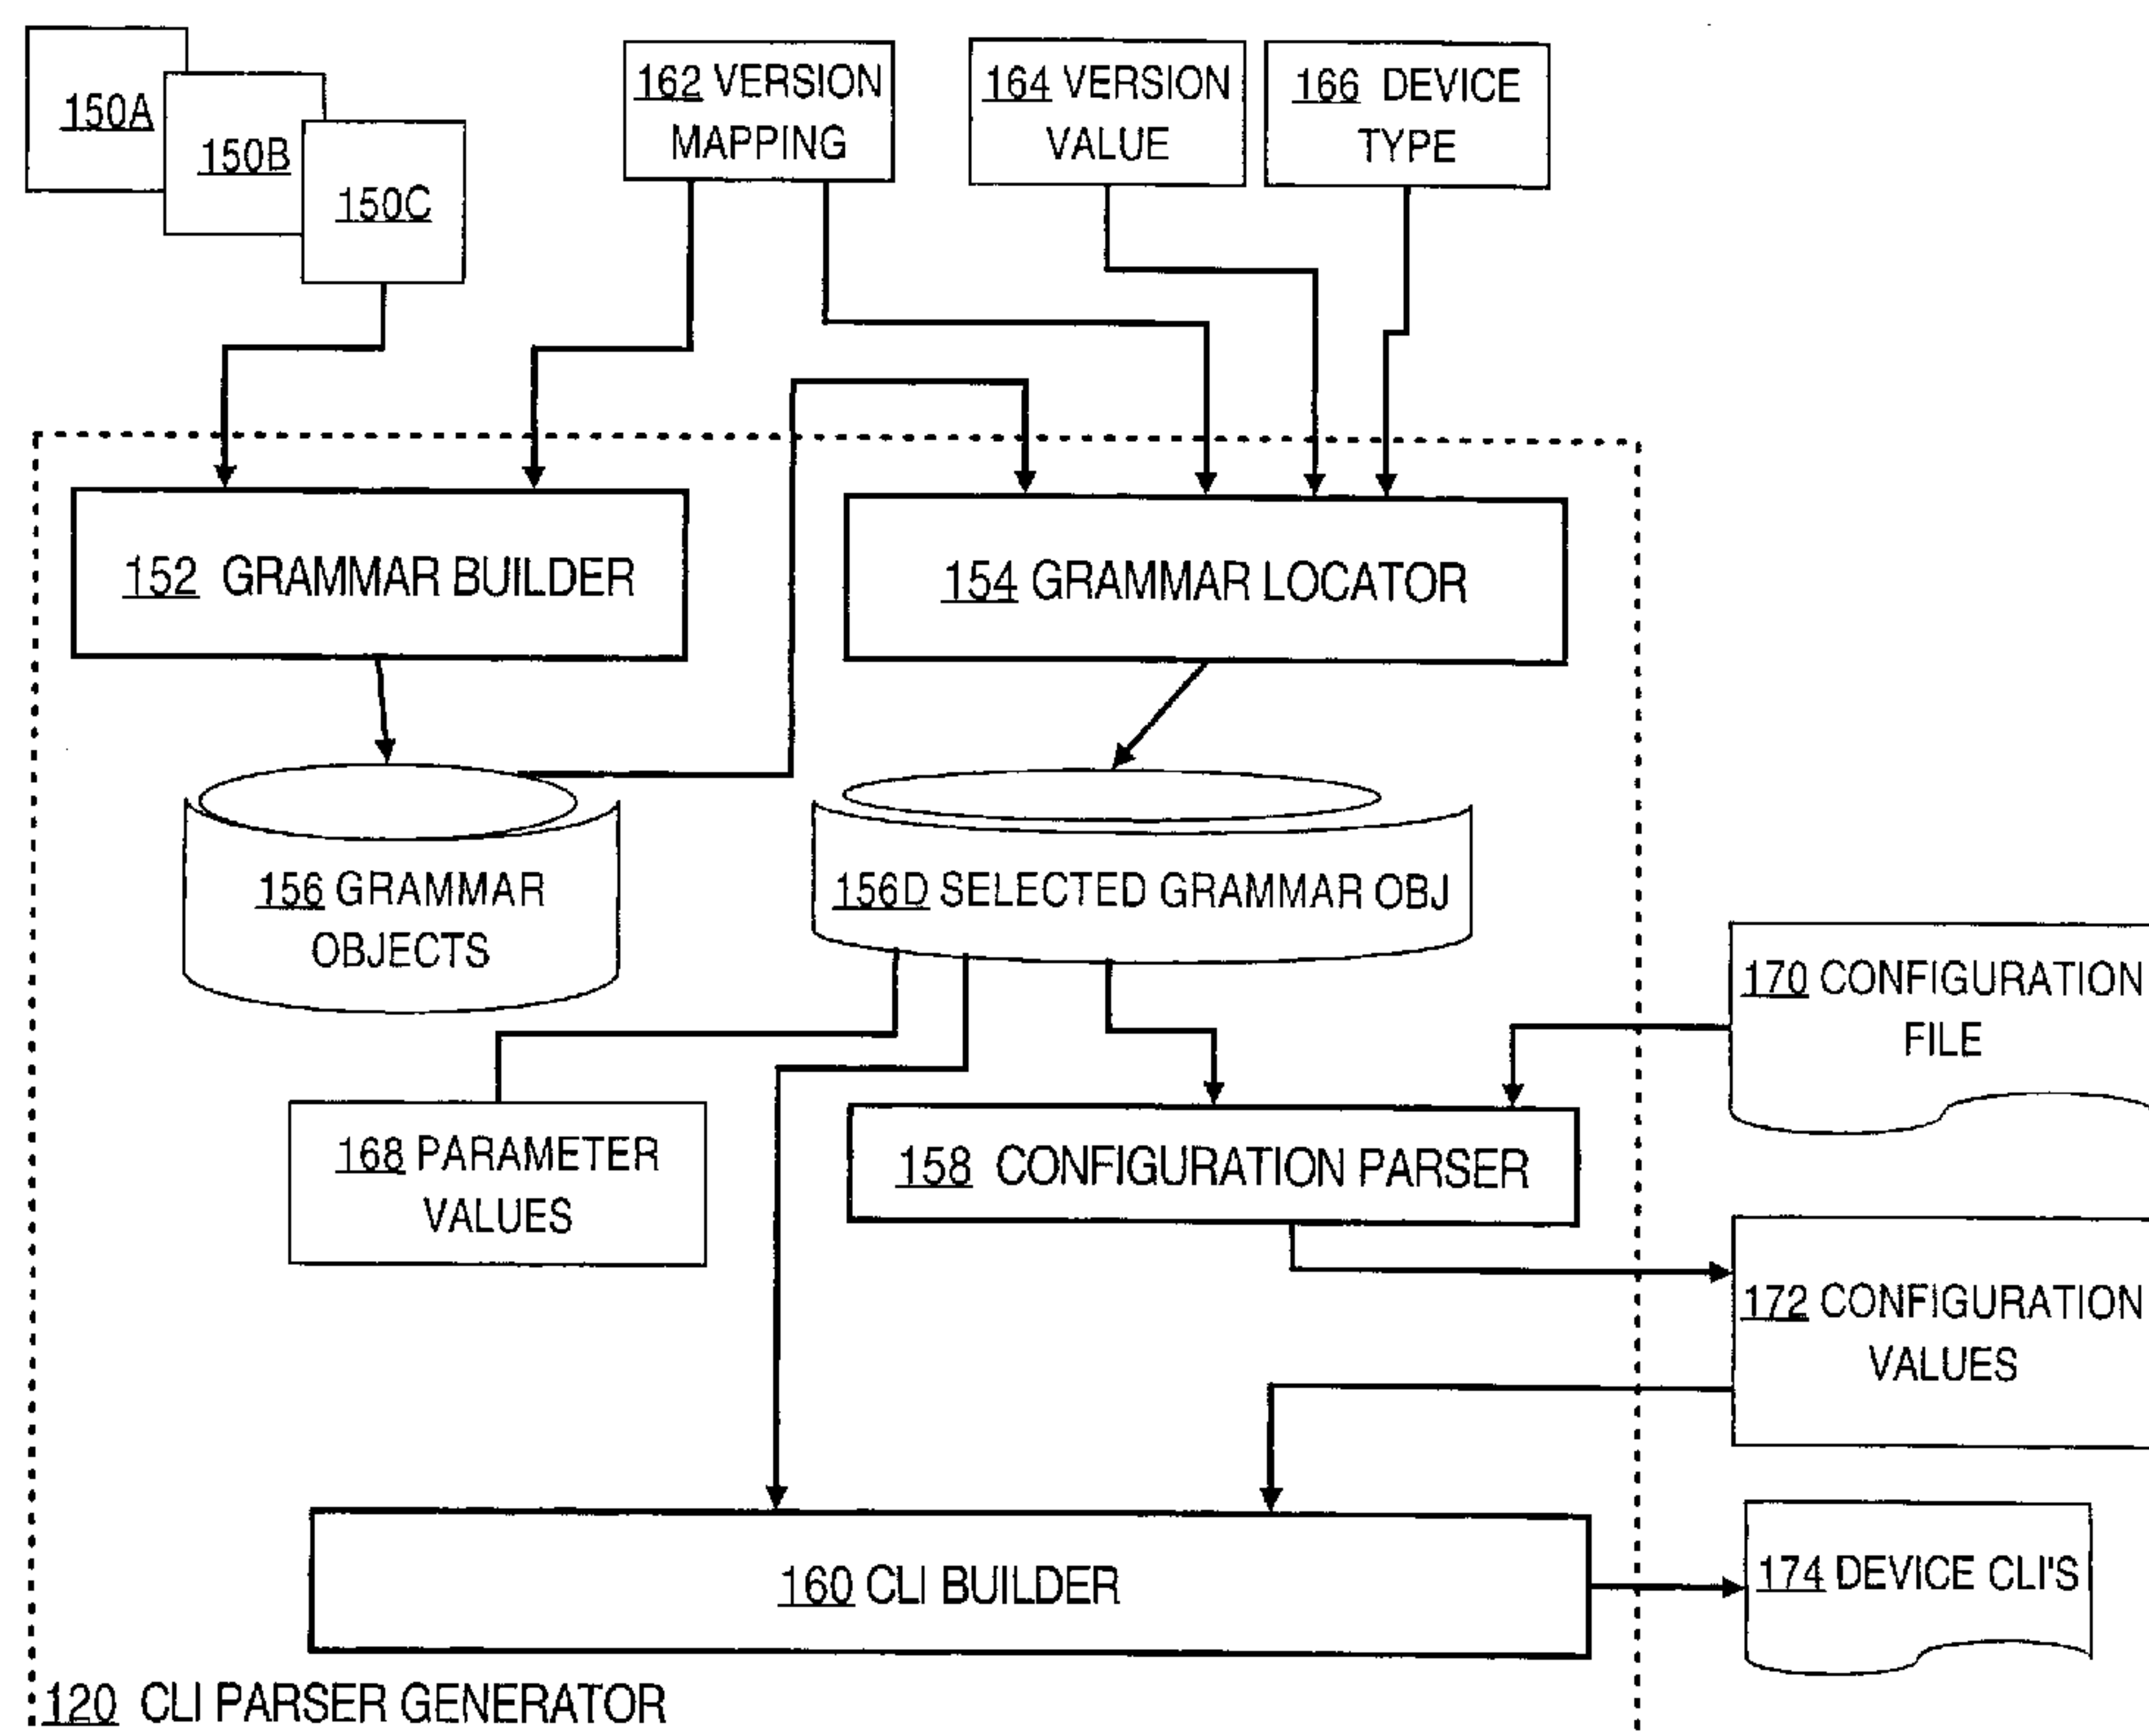 150A
150B
150C
162 VERSION
MAPPING
164 VERSION
VALUE
166 DEVICE
TYPE
152 GRAMMAR BUILDER
154 GRAMMAR LOCATOR
156 GRAMMAR
OBJECTS
156D SELECTED GRAMMAR OBJ
170 CONFIGURATION
FILE
168 PARAMETER
VALUES
158 CONFIGURATION PARSER
172 CONFIGURATION
VALUES
160 CLI BUILDER
174 DEVICE CLI'S
120 CLI PARSER GENERATOR